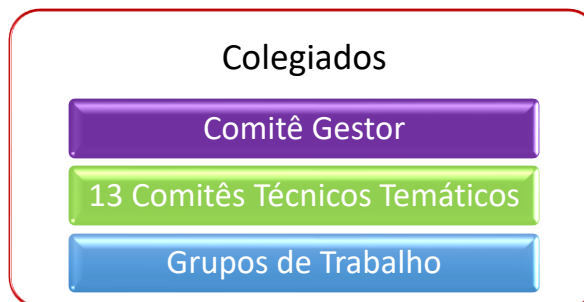 Colegiados
Comitê Gestor
13 Comitês Técnicos Temáticos
Grupos de Trabalho